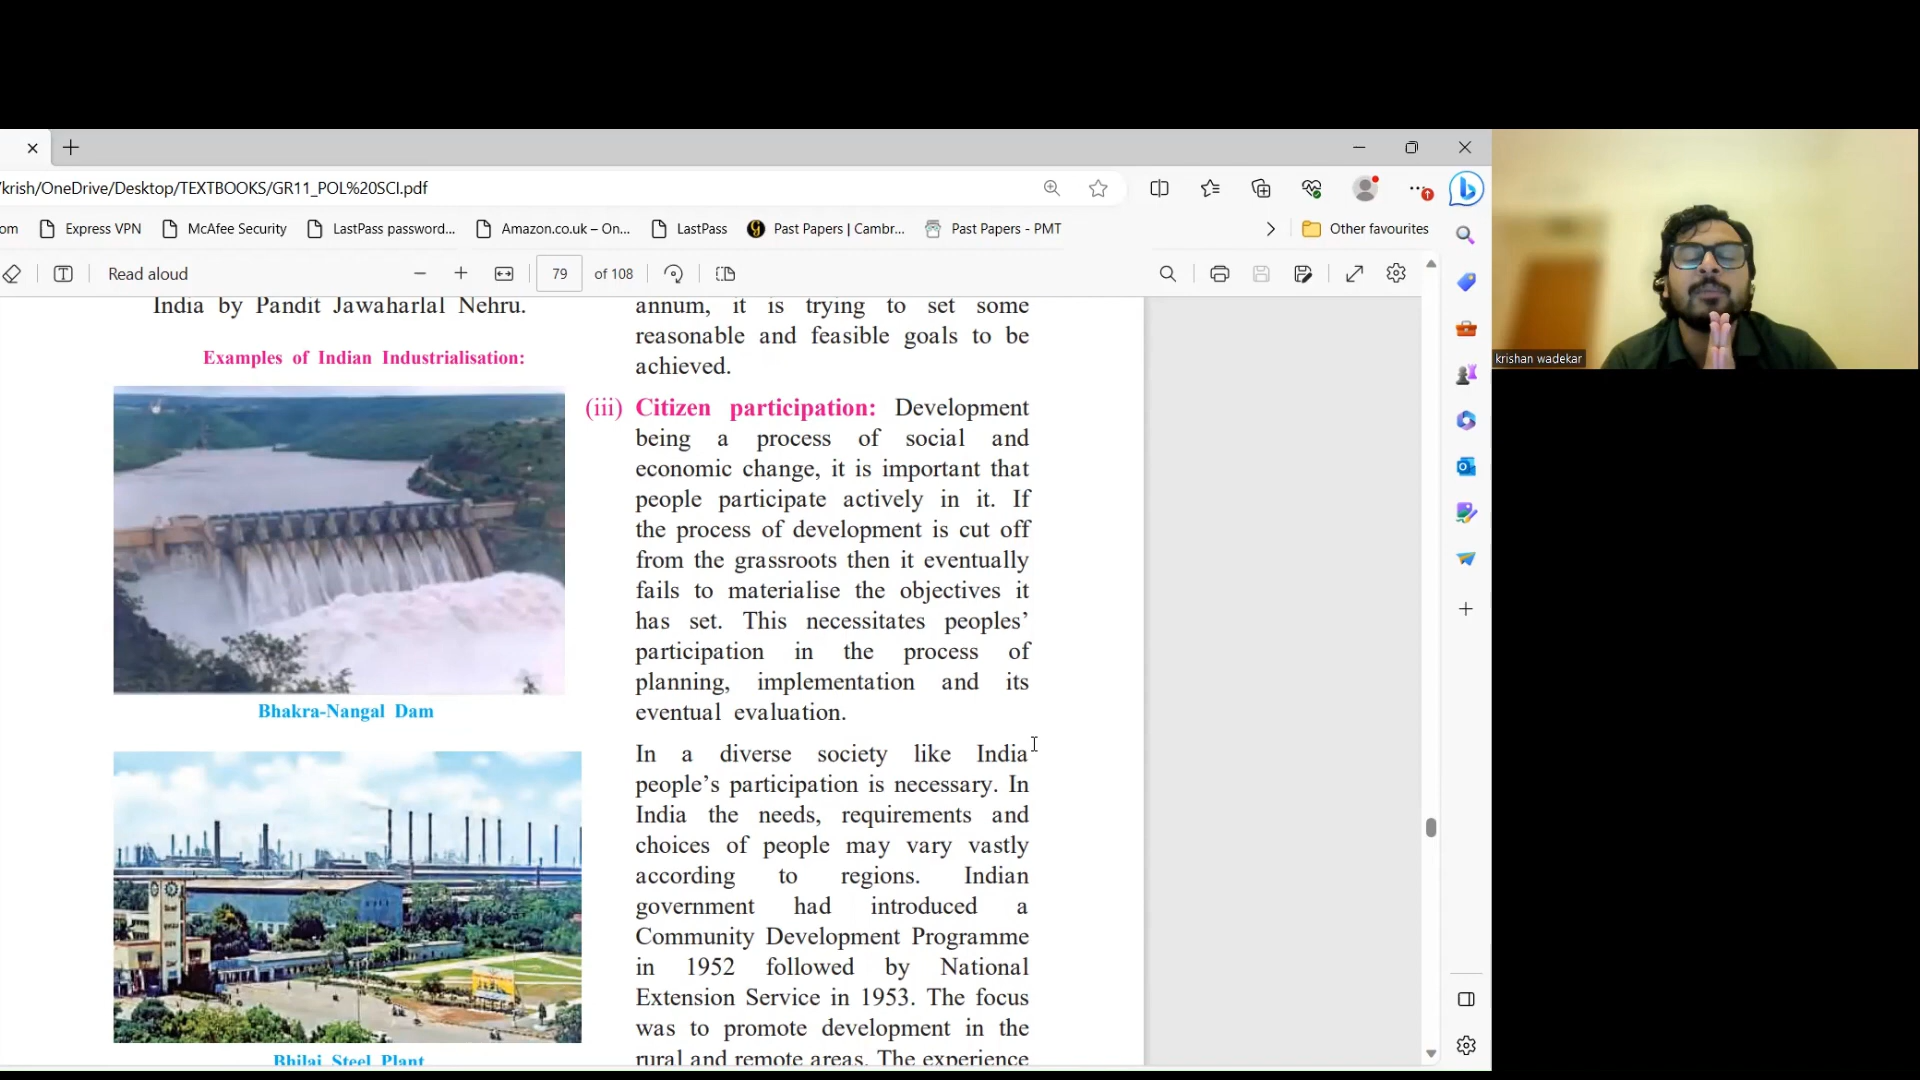 /krish/OneDrive/Desktop/TEXTBOOKS/GR11_POL%20SCI.pdf
om
Express VPN
McAfee Security
LastPass password...
Amazon.co.uk – On...
LastPass
Past Papers | Cambr...
Past Papers - PMT
Other favourites
Read aloud
79
of 108
India by Pandit Jawaharlal Nehru.
Examples of Indian Industrialisation:
Bhakra-Nangal Dam
Bhilai Steel Plant
annum, it is trying to set some
reasonable and feasible goals to be
achieved.
(iii) Citizen participation: Development
being a process of social and
economic change, it is important that
people participate actively in it. If
the process of development is cut off
from the grassroots then it eventually
fails to materialise the objectives it
has set. This necessitates peoples’
participation in the process of
planning, implementation and its
eventual evaluation.
In a diverse society like India
people’s participation is necessary. In
India the needs, requirements and
choices of people may vary vastly
according to regions. Indian
government had introduced a
Community Development Programme
in 1952 followed by National
Extension Service in 1953. The focus
was to promote development in the
rural and remote areas. The experience
krishan wadekar